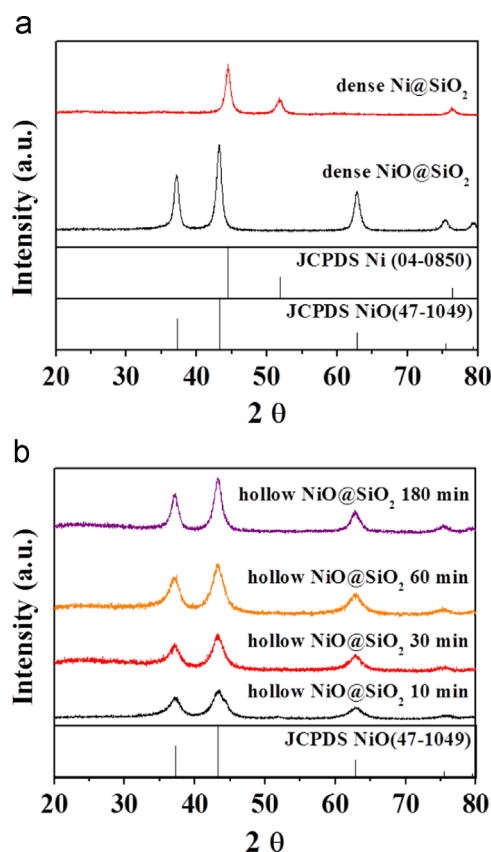 a
dense Ni@SiO₂
dense NiO@SiO₂
JCPDS Ni (04-0850)
JCPDS NiO(47-1049)
Intensity (a.u.)
20 30 40 50 60 70 80
2 θ
b
hollow NiO@SiO₂ 180 min
hollow NiO@SiO₂ 60 min
hollow NiO@SiO₂ 30 min
hollow NiO@SiO₂ 10 min
JCPDS NiO(47-1049)
Intensity (a.u.)
20 30 40 50 60 70 80
2 θ